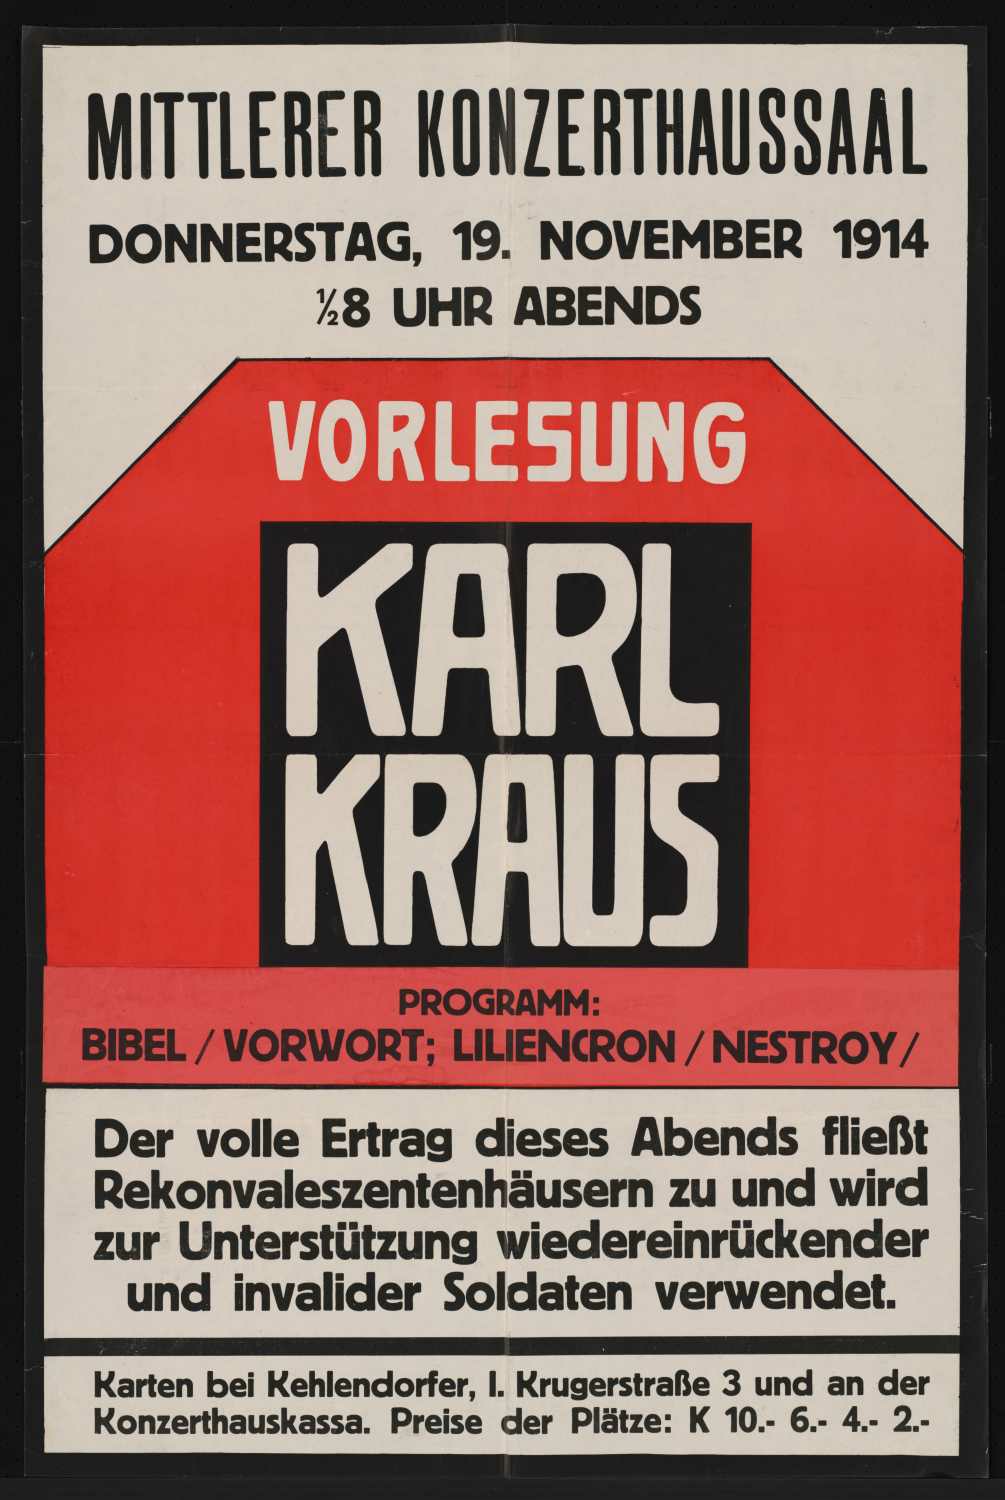 MITTLERER KONZERTHAUSSAAL
DONNERSTAG, 19. NOVEMBER 1914
½8 UHR ABENDS
VORLESUNG
KARL
KRAUS
PROGRAMM:
BIBEL / VORWORT; LILIENCRON / NESTROY /
Der volle Ertrag dieses Abends fließt
Rekonvaleszentenhäusern zu und wird
zur Unterstützung wiedereinrückender
und invalider Soldaten verwendet.
Karten bei Kehlendorfer, I. Krugerstraße 3 und an der
Konzerthauskassa. Preise der Plätze: K 10.- 6.- 4.- 2.-